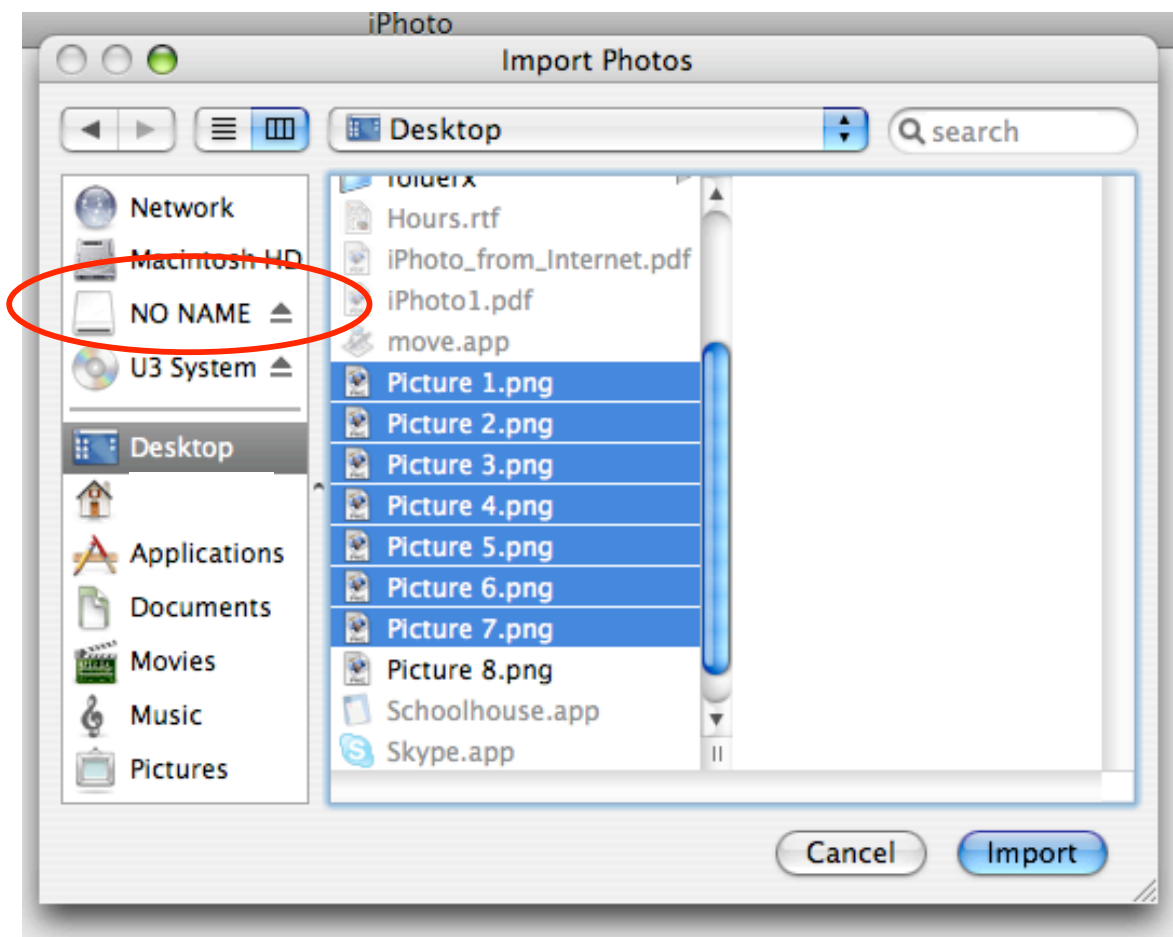 iPhoto
Import Photos
Desktop
search
Network
Macintosh HD
NO NAME
U3 System
Desktop
Applications
Documents
Movies
Music
Pictures
folderx
Hours.rtf
iPhoto_from_Internet.pdf
iPhoto1.pdf
move.app
Picture 1.png
Picture 2.png
Picture 3.png
Picture 4.png
Picture 5.png
Picture 6.png
Picture 7.png
Picture 8.png
Schoolhouse.app
Skype.app
Cancel
Import